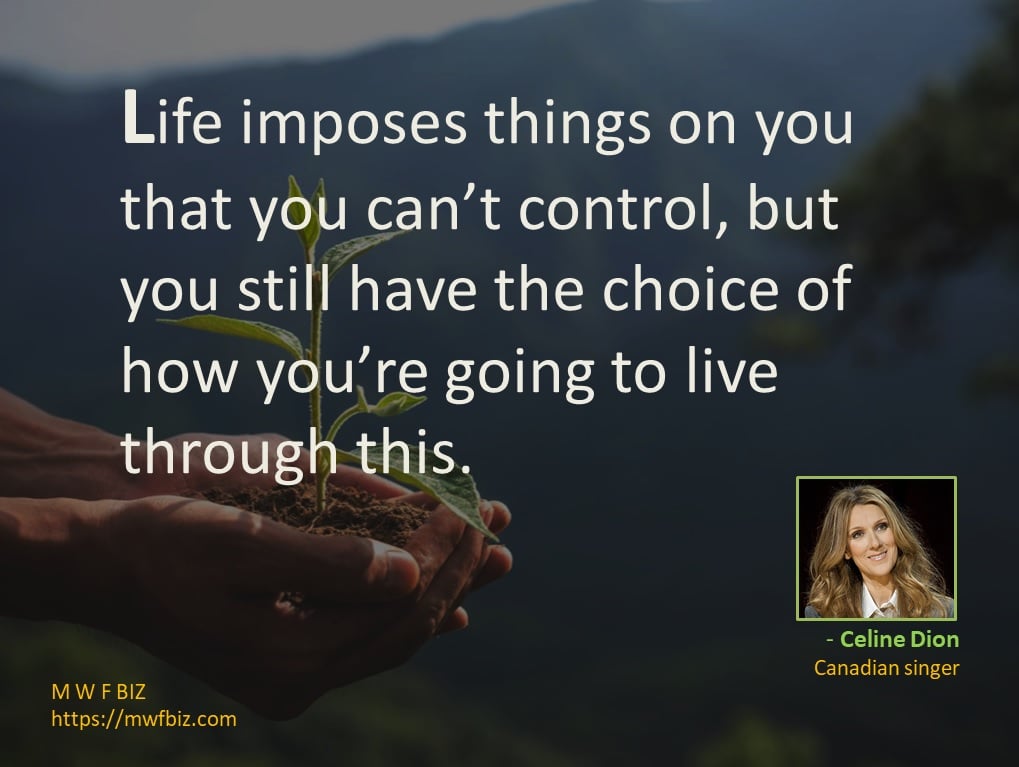 Life imposes things on you
that you can’t control, but
you still have the choice of
how you’re going to live
through this.
- Celine Dion
Canadian singer
M W F BIZ
https://mwfbiz.com